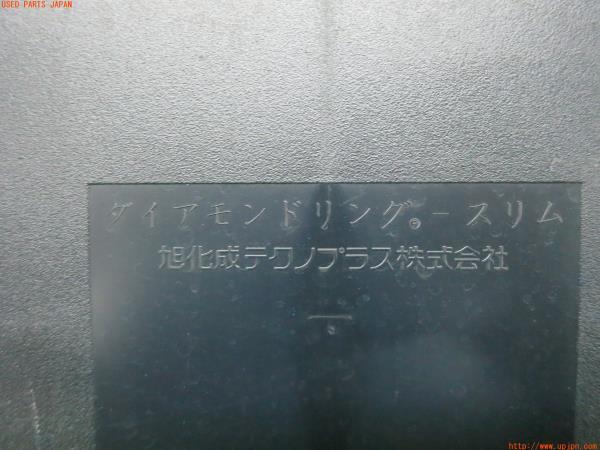 USED PARTS JAPAN
ダイアモンドリング®-スリム
旭化成テクノプラス株式会社
http://www.upjpn.com/